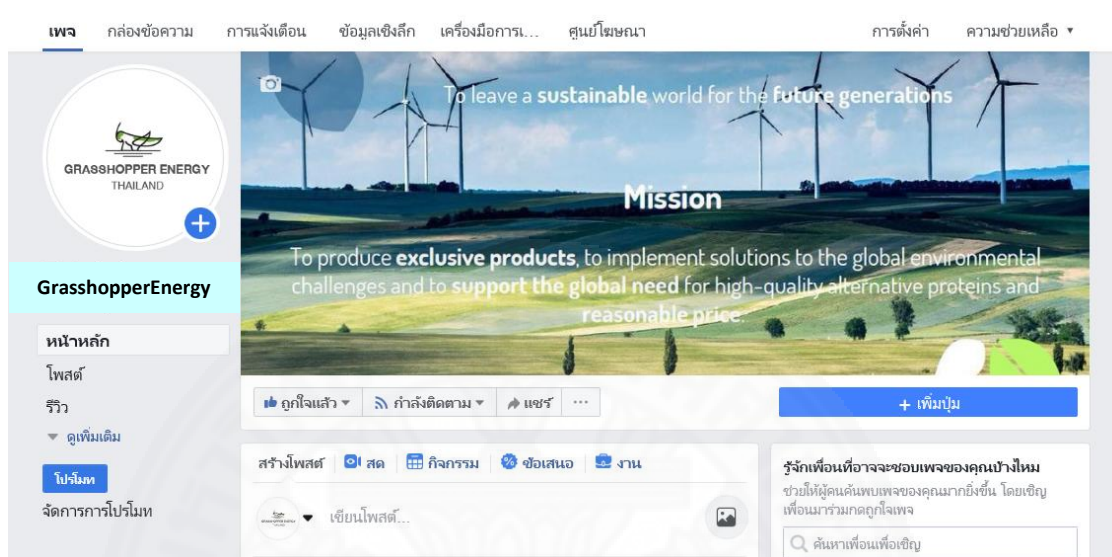 เพจ กล่องข้อความ การแจ้งเตือน ข้อมูลเชิงลึก เครื่องมือการเ... ศูนย์โฆษณา การตั้งค่า ความช่วยเหลือ
To leave a sustainable world for the future generations
GRASSHOPPER ENERGY
THAILAND
Mission
To produce exclusive products, to implement solutions to the global environmental
challenges and to support the global need for high-quality alternative proteins and
reasonable price.
GrasshopperEnergy
หน้าหลัก
โพสต์
รีวิว
ดูเพิ่มเติม
โปรโมท
จัดการการโปรโมท
ถูกใจแล้ว กำลังติดตาม แชร์ ...
+ เพิ่มปุ่ม
สร้างโพสต์ สด กิจกรรม ข้อเสนอ งาน
เขียนโพสต์...
รู้จักเพื่อนที่อาจจะชอบเพจของคุณบ้างไหม
ช่วยให้ผู้คนค้นพบเพจของคุณมากยิ่งขึ้น โดยเชิญ
เพื่อนมาร่วมกดถูกใจเพจ
ค้นหาเพื่อนเพื่อเชิญ